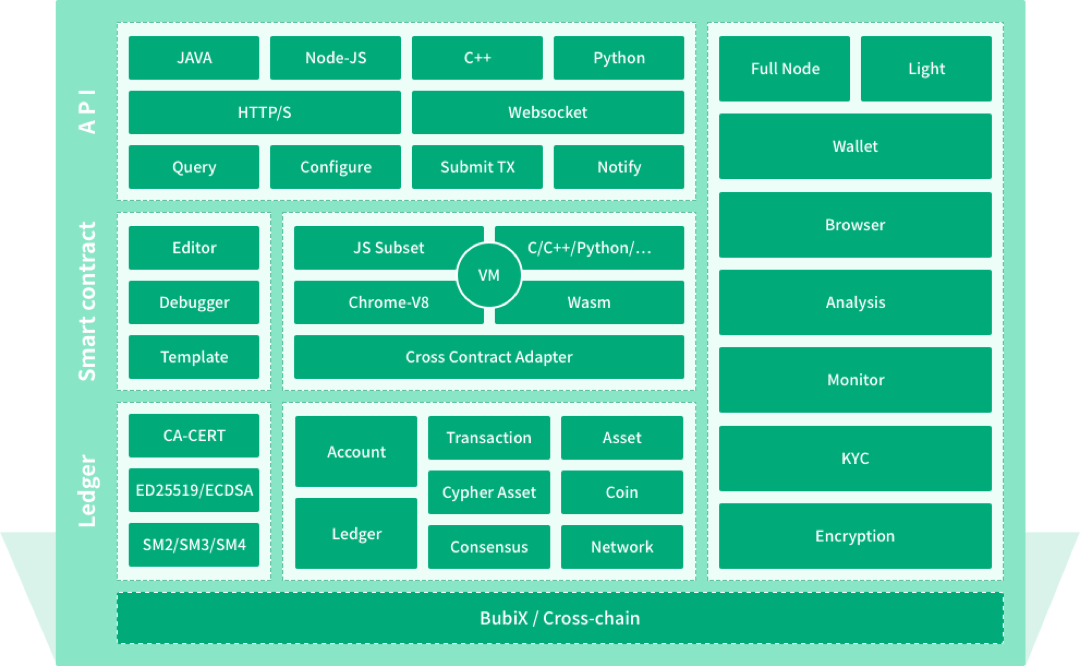 API
JAVA
Node-JS
C++
Python
HTTP/S
Websocket
Query
Configure
Submit TX
Notify
Smart contract
Editor
Debugger
Template
JS Subset
C/C++/Python/...
VM
Chrome-V8
Wasm
Cross Contract Adapter
Ledger
CA-CERT
ED25519/ECDSA
SM2/SM3/SM4
Account
Ledger
Transaction
Asset
Cypher Asset
Coin
Consensus
Network
Full Node
Light
Wallet
Browser
Analysis
Monitor
KYC
Encryption
BubiX / Cross-chain